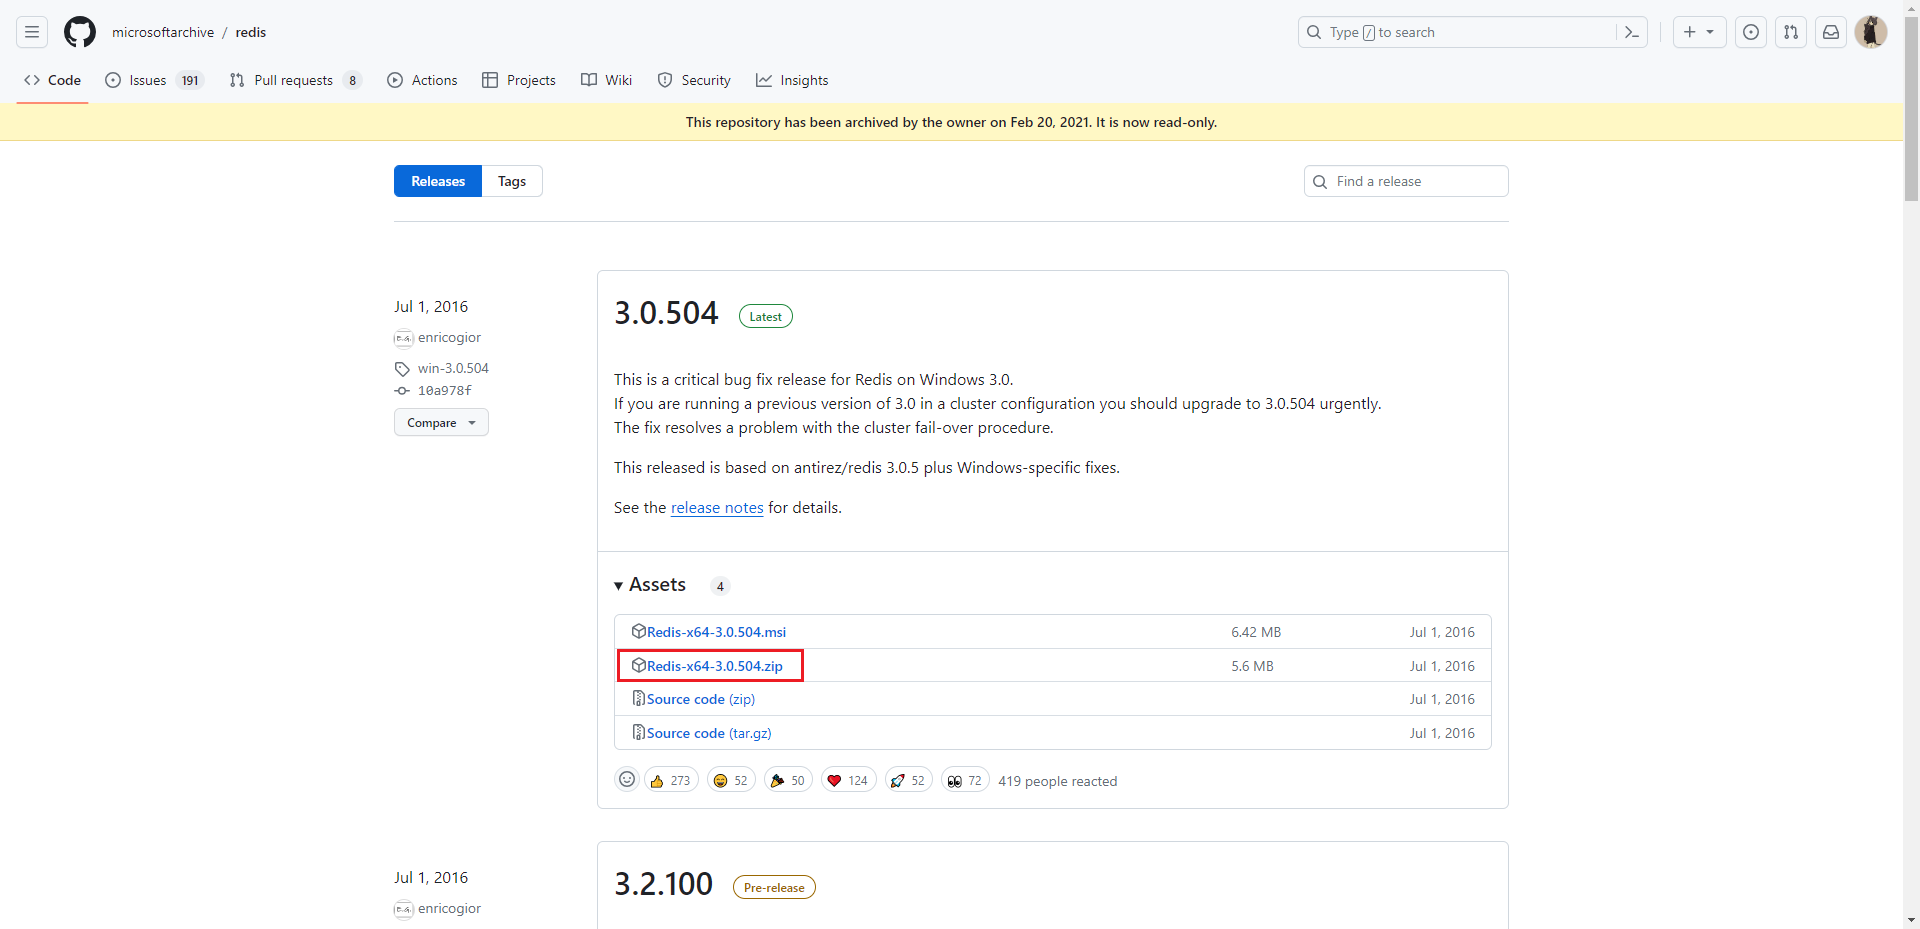 microsoftarchive / redis
Type / to search
Code
Issues 191
Pull requests 8
Actions
Projects
Wiki
Security
Insights
This repository has been archived by the owner on Feb 20, 2021. It is now read-only.
Releases
Tags
Find a release
Jul 1, 2016
enricogior
win-3.0.504
10a978f
Compare
3.0.504 Latest
This is a critical bug fix release for Redis on Windows 3.0.
If you are running a previous version of 3.0 in a cluster configuration you should upgrade to 3.0.504 urgently.
The fix resolves a problem with the cluster fail-over procedure.
This released is based on antirez/redis 3.0.5 plus Windows-specific fixes.
See the release notes for details.
Assets 4
Redis-x64-3.0.504.msi 6.42 MB Jul 1, 2016
Redis-x64-3.0.504.zip 5.6 MB Jul 1, 2016
Source code (zip) Jul 1, 2016
Source code (tar.gz) Jul 1, 2016
273 52 50 124 52 72 419 people reacted
Jul 1, 2016
enricogior
3.2.100 Pre-release